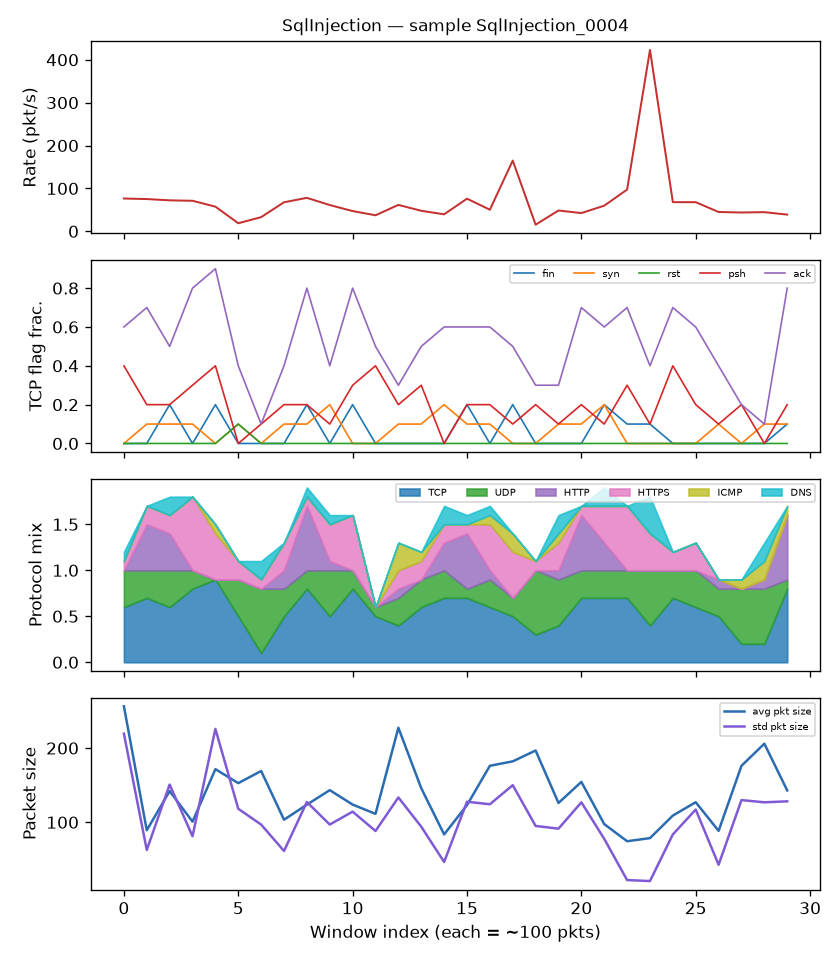 SqlInjection — sample SqlInjection_0004
Rate (pkt/s)
400
300
200
100
0
TCP flag frac.
0.8
0.6
0.4
0.2
0.0
fin syn rst psh ack
Protocol mix
1.5
1.0
0.5
0.0
TCP UDP HTTP HTTPS ICMP DNS
Packet size
200
100
avg pkt size
std pkt size
0 5 10 15 20 25 30
Window index (each = ~100 pkts)